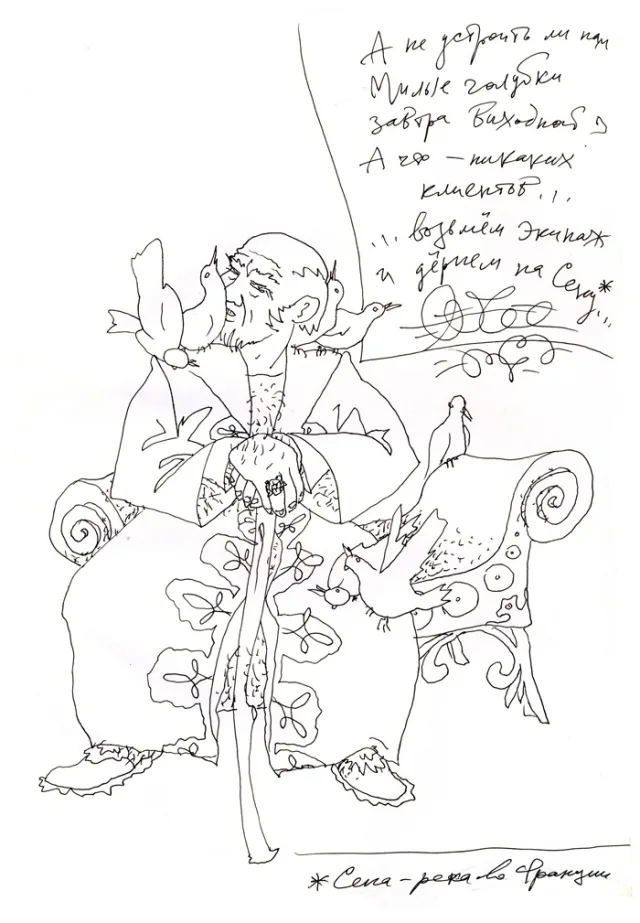 А не устроить ли нам
Милые голубки
завтра Выходной?
А что – никаких
клиентов...
...возьмём Экипаж
и дёрнем на Сену*...
*Сена – река во Франции